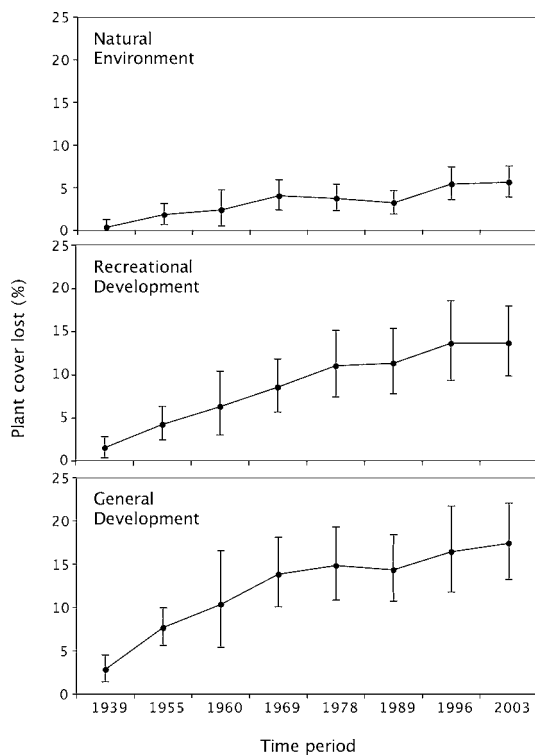 Natural
Environment
25
20
15
10
5
0
Recreational
Development
25
20
15
10
5
0
General
Development
25
20
15
10
5
0
Plant cover lost (%)
1939 1955 1960 1969 1978 1989 1996 2003
Time period